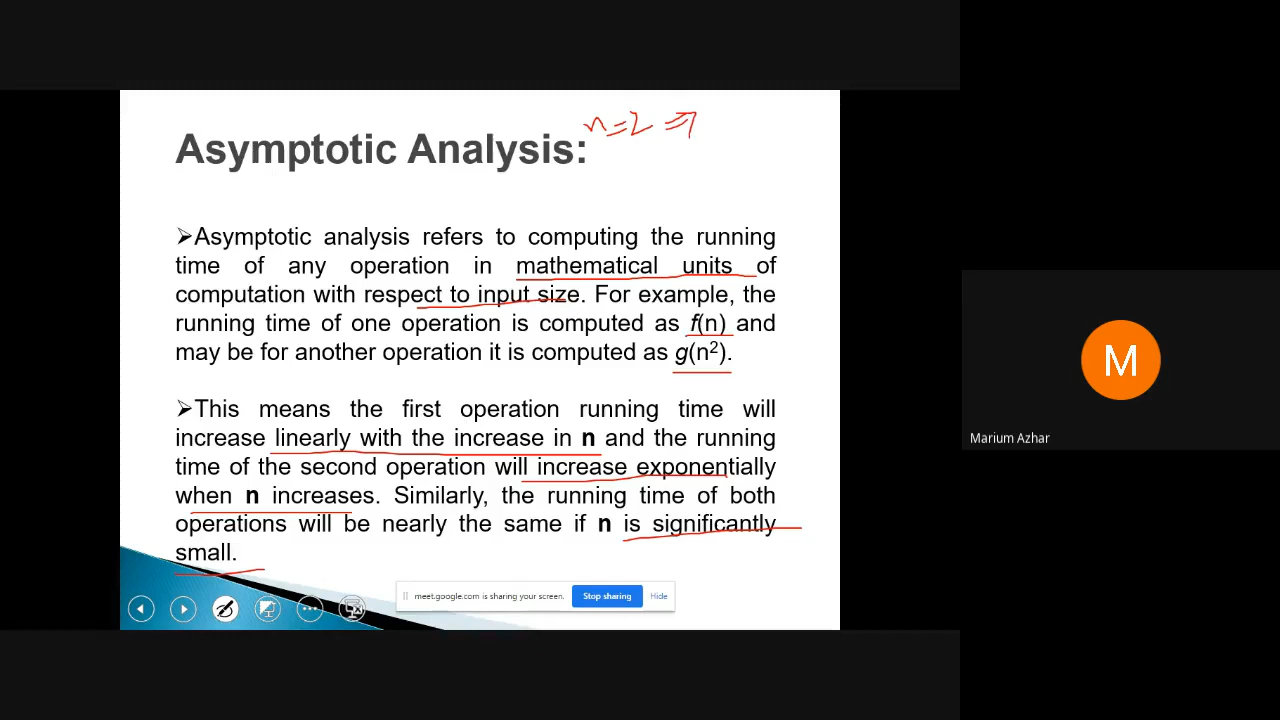 n=2 ⇒
Asymptotic Analysis:
➢Asymptotic analysis refers to computing the running
time of any operation in mathematical units of
computation with respect to input size. For example, the
running time of one operation is computed as f(n) and
may be for another operation it is computed as g(n²).
➢This means the first operation running time will
increase linearly with the increase in n and the running
time of the second operation will increase exponentially
when n increases. Similarly, the running time of both
operations will be nearly the same if n is significantly
small.
meet.google.com is sharing your screen.
Stop sharing
Hide
M
Marium Azhar